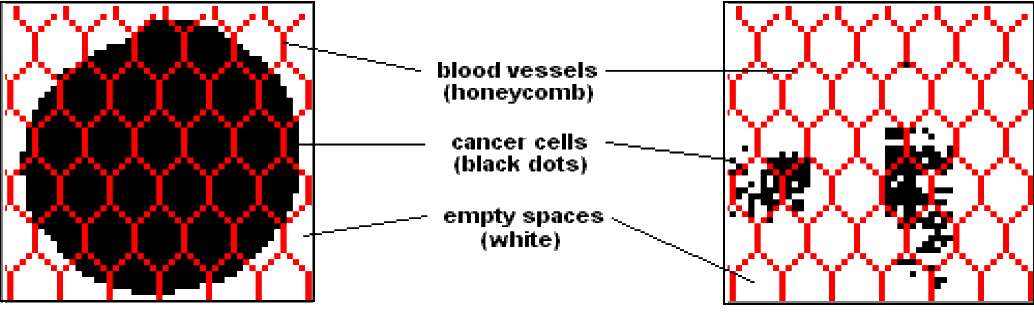 blood vessels
(honeycomb)
cancer cells
(black dots)
empty spaces
(white)